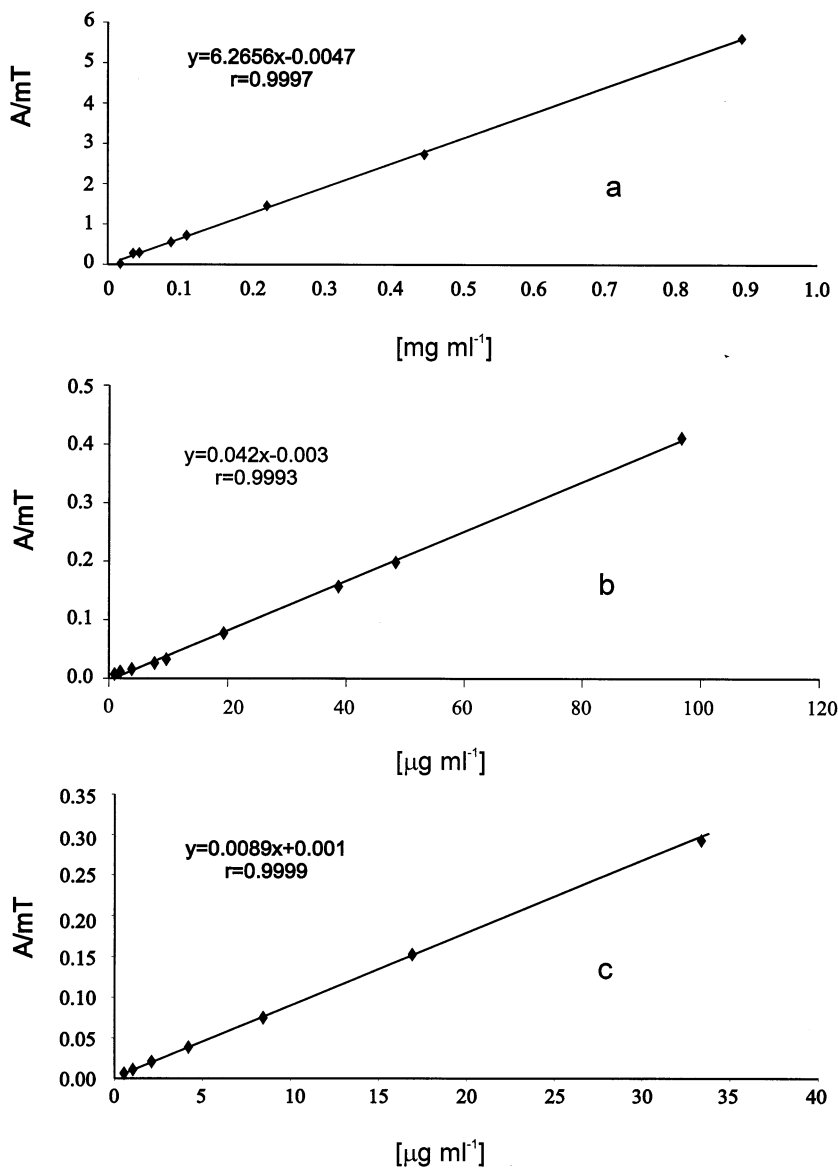 A/mT
6
5
4
3
2
1
0
y=6.2656x-0.0047
r=0.9997
a
0 0.1 0.2 0.3 0.4 0.5 0.6 0.7 0.8 0.9 1.0
[mg ml⁻¹]
A/mT
0.5
0.4
0.3
0.2
0.1
0.0
y=0.042x-0.003
r=0.9993
b
0 20 40 60 80 100 120
[μg ml⁻¹]
A/mT
0.35
0.30
0.25
0.20
0.15
0.10
0.05
0.00
y=0.0089x+0.001
r=0.9999
c
0 5 10 15 20 25 30 35 40
[μg ml⁻¹]